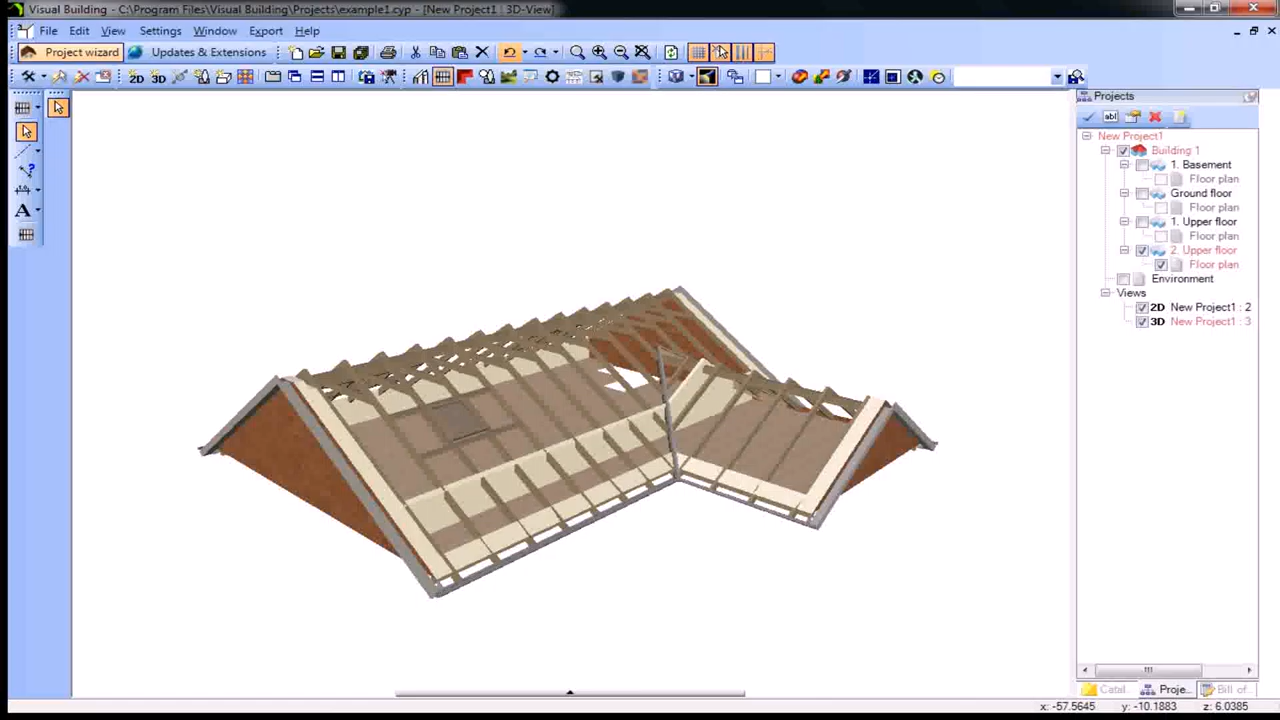 Visual Building - C:\Program Files\Visual Building\Projects\example1.cyp - [New Project1 : 3D-View]
File Edit View Settings Window Export Help
Project wizard Updates & Extensions
2D 3D
Projects
abl
New Project1
Building 1
1. Basement
Floor plan
Ground floor
Floor plan
1. Upper floor
Floor plan
2. Upper floor
Floor plan
Environment
Views
2D New Project1 : 2
3D New Project1 : 3
A
Catal.. Proje... Bill of..
x: -57.5645 y: -10.1883 z: 6.0385